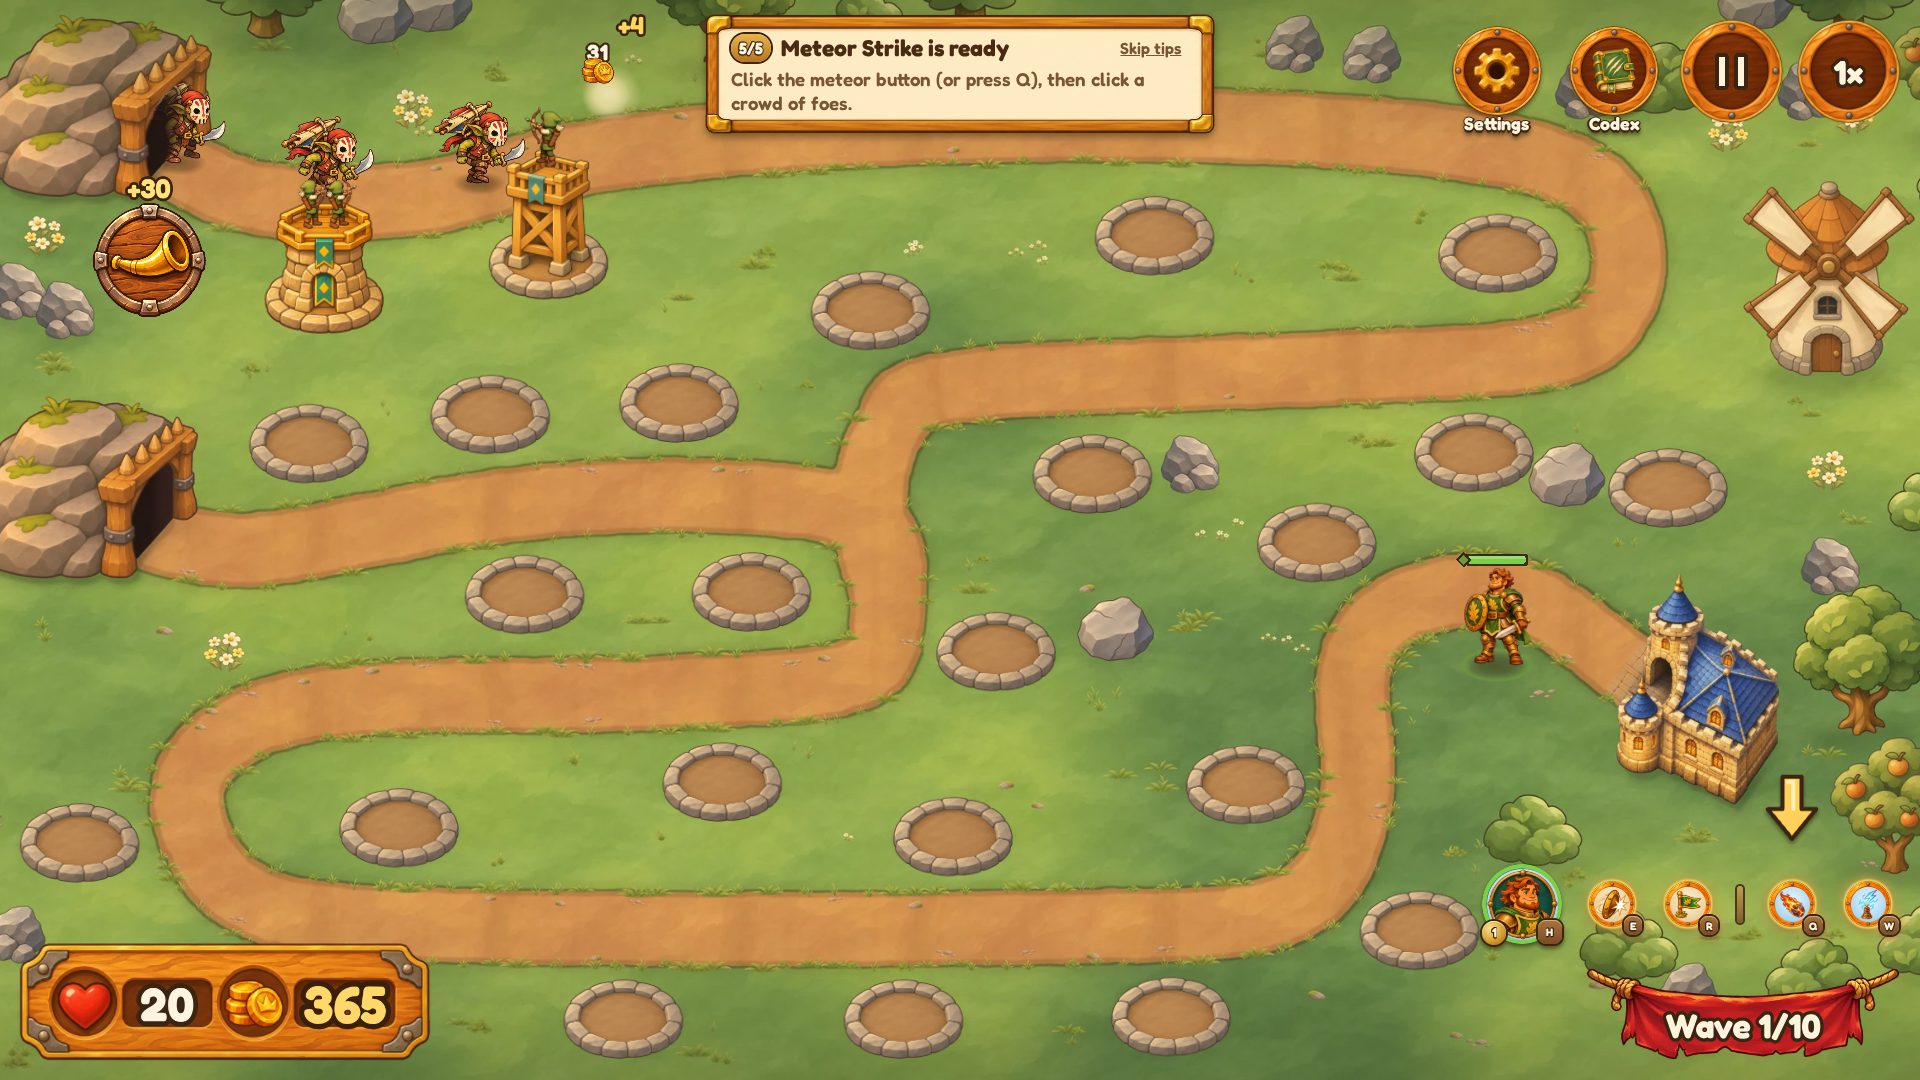 +4
31
5/5 Meteor Strike is ready Skip tips
Click the meteor button (or press Q), then click a
crowd of foes.
1x
Settings Codex
+30
E R Q W
1 H
20 365
Wave 1/10